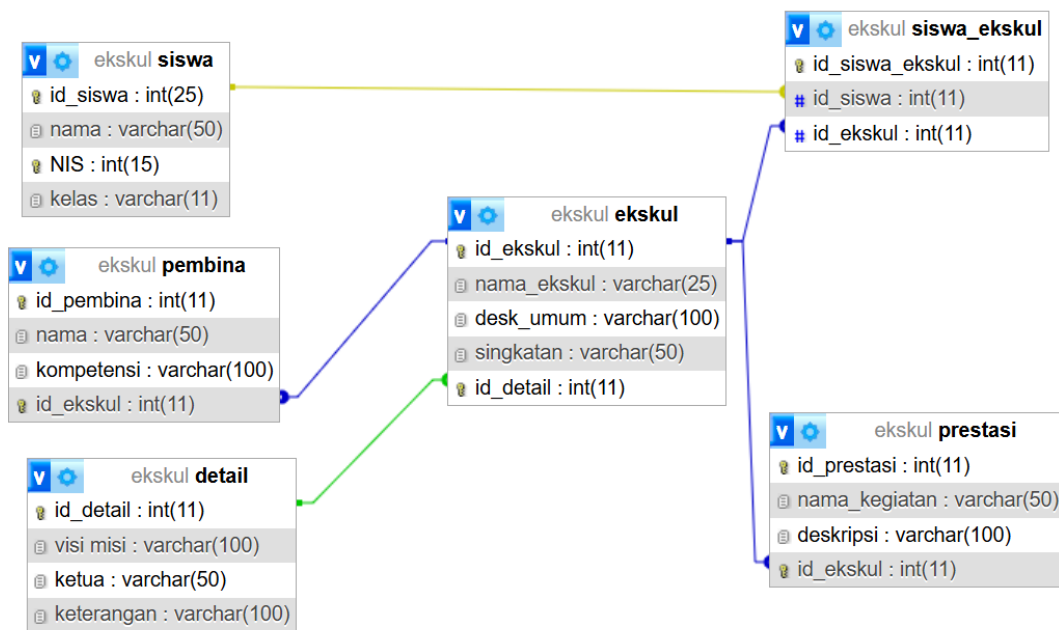 v ekskul siswa
id_siswa : int(25)
nama : varchar(50)
NIS : int(15)
kelas : varchar(11)
v ekskul siswa_ekskul
id_siswa_ekskul : int(11)
# id_siswa : int(11)
# id_ekskul : int(11)
v ekskul ekskul
id_ekskul : int(11)
nama_ekskul : varchar(25)
desk_umum : varchar(100)
singkatan : varchar(50)
id_detail : int(11)
v ekskul pembina
id_pembina : int(11)
nama : varchar(50)
kompetensi : varchar(100)
id_ekskul : int(11)
v ekskul detail
id_detail : int(11)
visi misi : varchar(100)
ketua : varchar(50)
keterangan : varchar(100)
v ekskul prestasi
id_prestasi : int(11)
nama_kegiatan : varchar(50)
deskripsi : varchar(100)
id_ekskul : int(11)